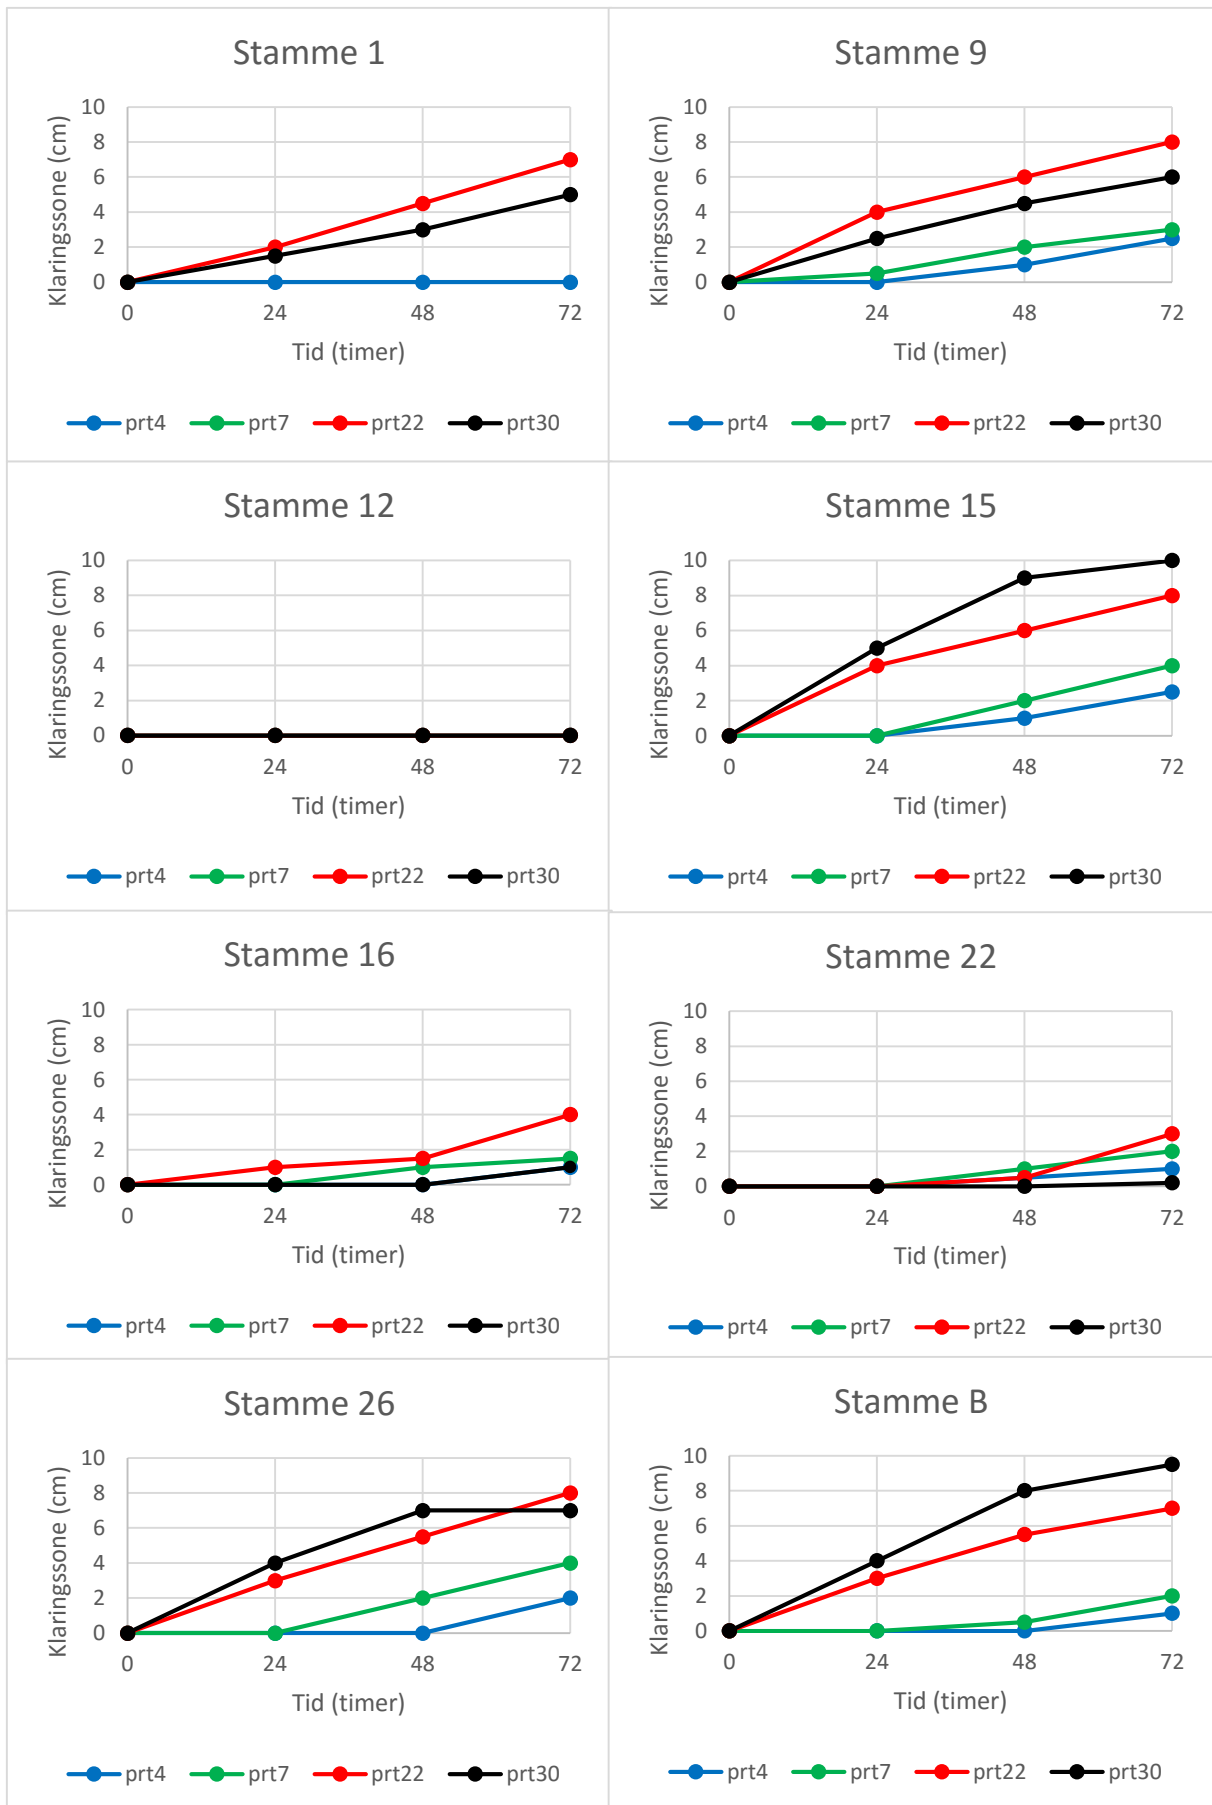 Stamme 1
Klaringssone (cm)
10
8
6
4
2
0
0 24 48 72
Tid (timer)
prt4 prt7 prt22 prt30
Stamme 9
Klaringssone (cm)
10
8
6
4
2
0
0 24 48 72
Tid (timer)
prt4 prt7 prt22 prt30
Stamme 12
Klaringssone (cm)
10
8
6
4
2
0
0 24 48 72
Tid (timer)
prt4 prt7 prt22 prt30
Stamme 15
Klaringssone (cm)
10
8
6
4
2
0
0 24 48 72
Tid (timer)
prt4 prt7 prt22 prt30
Stamme 16
Klaringssone (cm)
10
8
6
4
2
0
0 24 48 72
Tid (timer)
prt4 prt7 prt22 prt30
Stamme 22
Klaringssone (cm)
10
8
6
4
2
0
0 24 48 72
Tid (timer)
prt4 prt7 prt22 prt30
Stamme 26
Klaringssone (cm)
10
8
6
4
2
0
0 24 48 72
Tid (timer)
prt4 prt7 prt22 prt30
Stamme B
Klaringssone (cm)
10
8
6
4
2
0
0 24 48 72
Tid (timer)
prt4 prt7 prt22 prt30